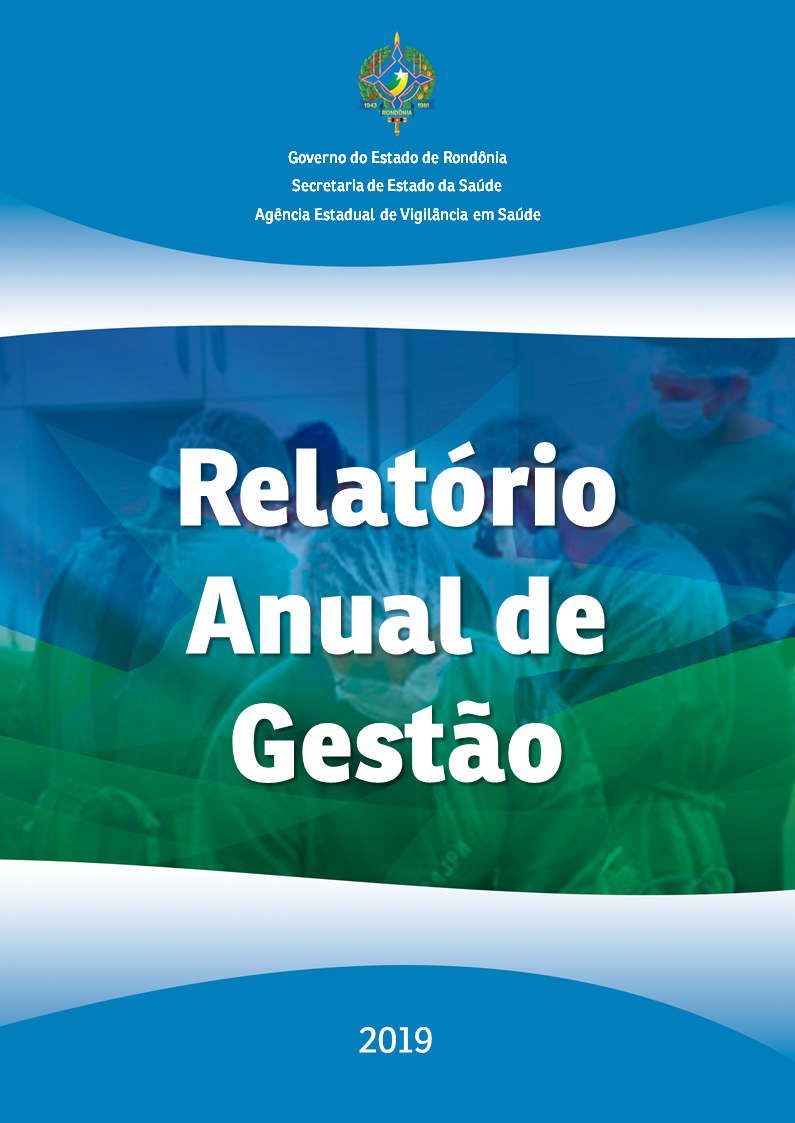 1943 1981
RONDÔNIA
Governo do Estado de Rondônia
Secretaria de Estado da Saúde
Agência Estadual de Vigilância em Saúde
Relatório
Anual de
Gestão
2019